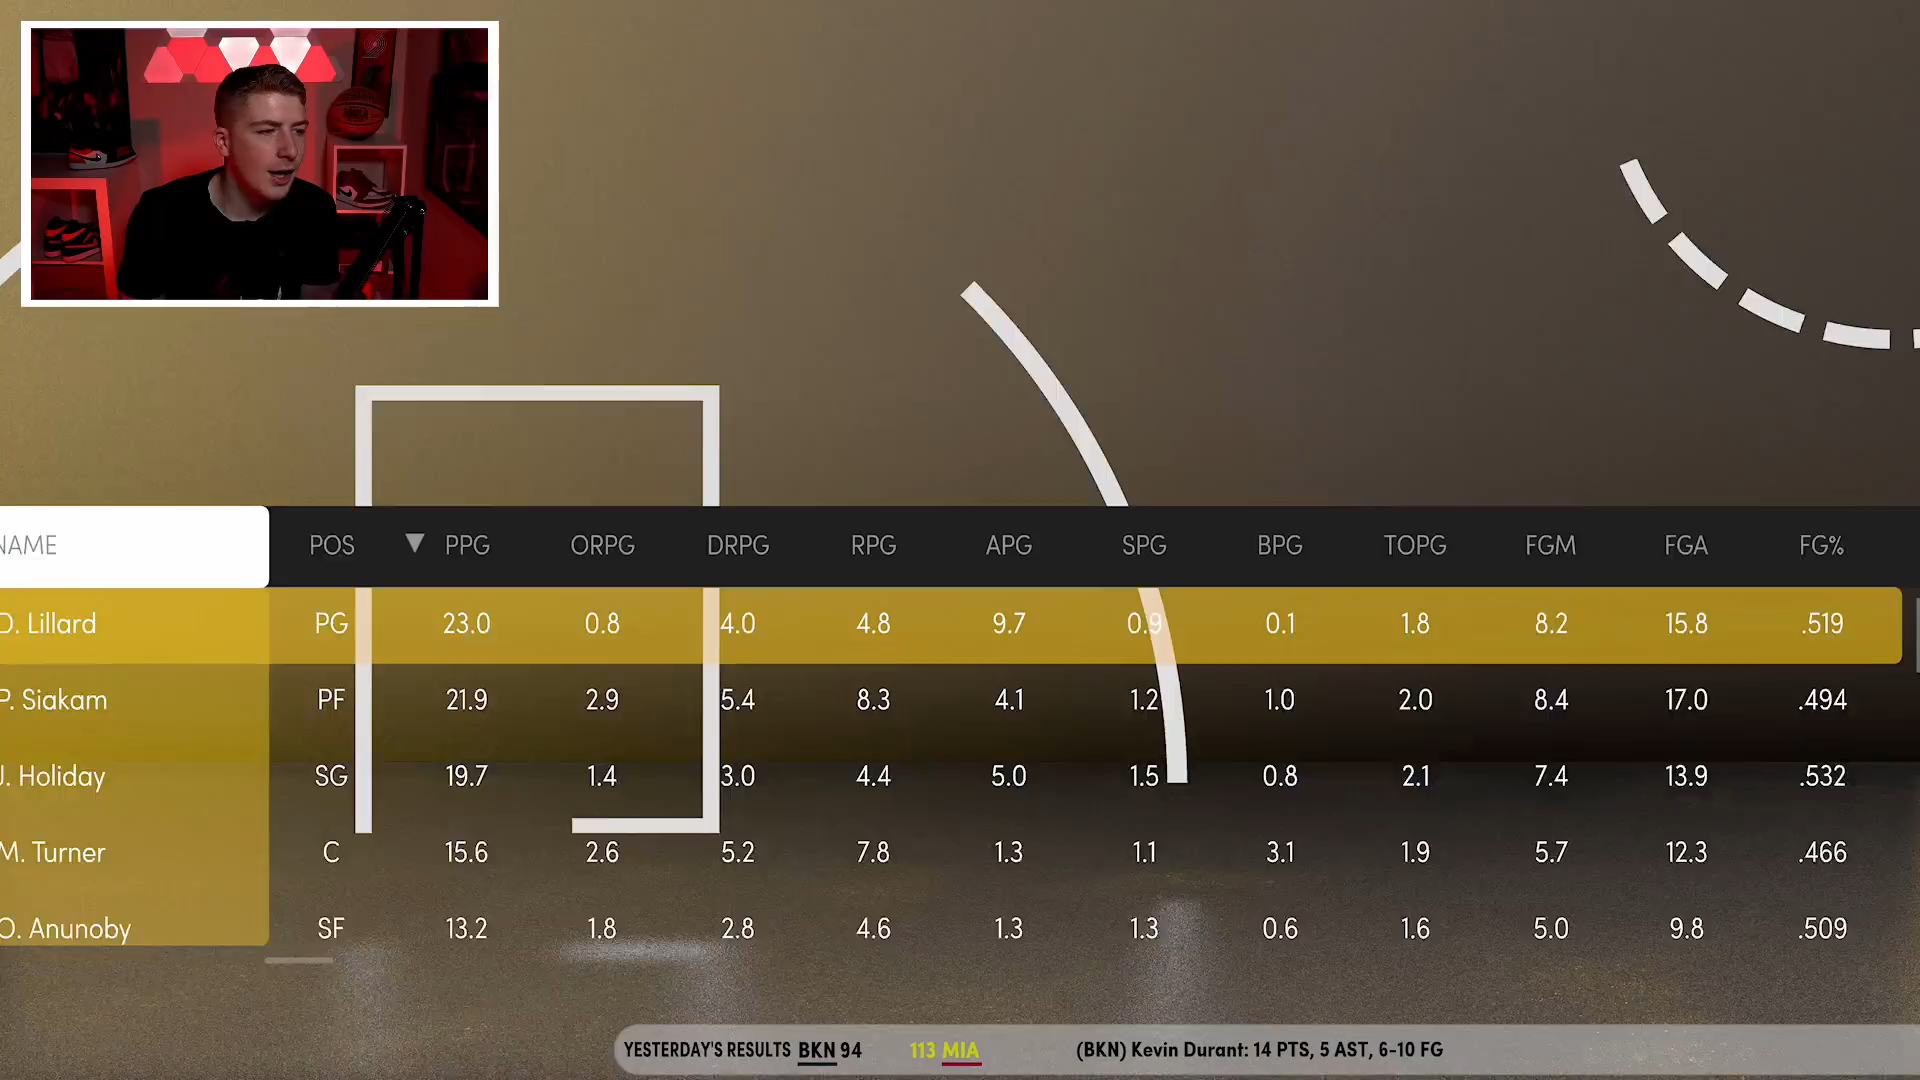 NAME POS ▼ PPG ORPG DRPG RPG APG SPG BPG TOPG FGM FGA FG%
D. Lillard PG 23.0 0.8 4.0 4.8 9.7 0.9 0.1 1.8 8.2 15.8 .519
P. Siakam PF 21.9 2.9 5.4 8.3 4.1 1.2 1.0 2.0 8.4 17.0 .494
J. Holiday SG 19.7 1.4 3.0 4.4 5.0 1.5 0.8 2.1 7.4 13.9 .532
M. Turner C 15.6 2.6 5.2 7.8 1.3 1.1 3.1 1.9 5.7 12.3 .466
O. Anunoby SF 13.2 1.8 2.8 4.6 1.3 1.3 0.6 1.6 5.0 9.8 .509
YESTERDAY'S RESULTS BKN 94 113 MIA (BKN) Kevin Durant: 14 PTS, 5 AST, 6-10 FG